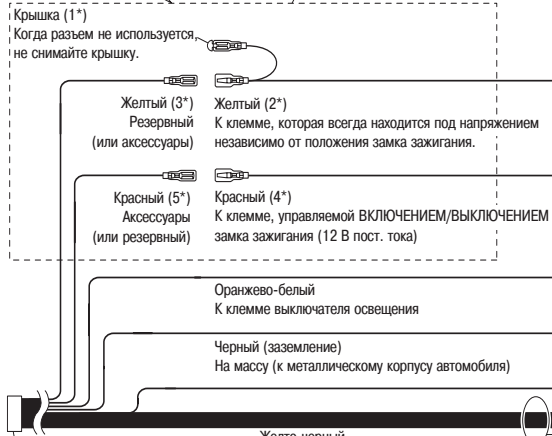 Крышка (1*)
Когда разъем не используется,
не снимайте крышку.
Желтый (3*)
Резервный
(или аксессуары)
Желтый (2*)
К клемме, которая всегда находится под напряжением
независимо от положения замка зажигания.
Красный (5*)
Аксессуары
(или резервный)
Красный (4*)
К клемме, управляемой ВКЛЮЧЕНИЕМ/ВЫКЛЮЧЕНИЕМ
замка зажигания (12 В пост. тока)
Оранжево-белый
К клемме выключателя освещения
Черный (заземление)
На массу (к металлическому корпусу автомобиля)
Желто-черный